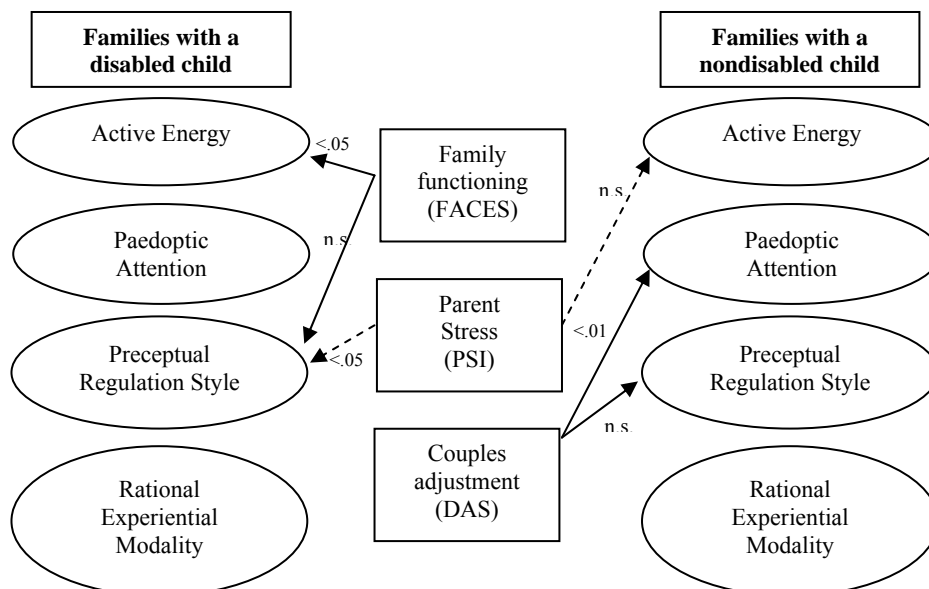 Families with a
disabled child
Families with a
nondisabled child
Active Energy
<.05
Family
functioning
(FACES)
n.s.
Active Energy
n.s
Paedoptic
Attention
Paedoptic
Attention
Parent
Stress
(PSI)
<.01
Preceptual
Regulation Style
<.05
Preceptual
Regulation Style
n.s.
Couples
adjustment
(DAS)
Rational
Experiential
Modality
Rational
Experiential
Modality